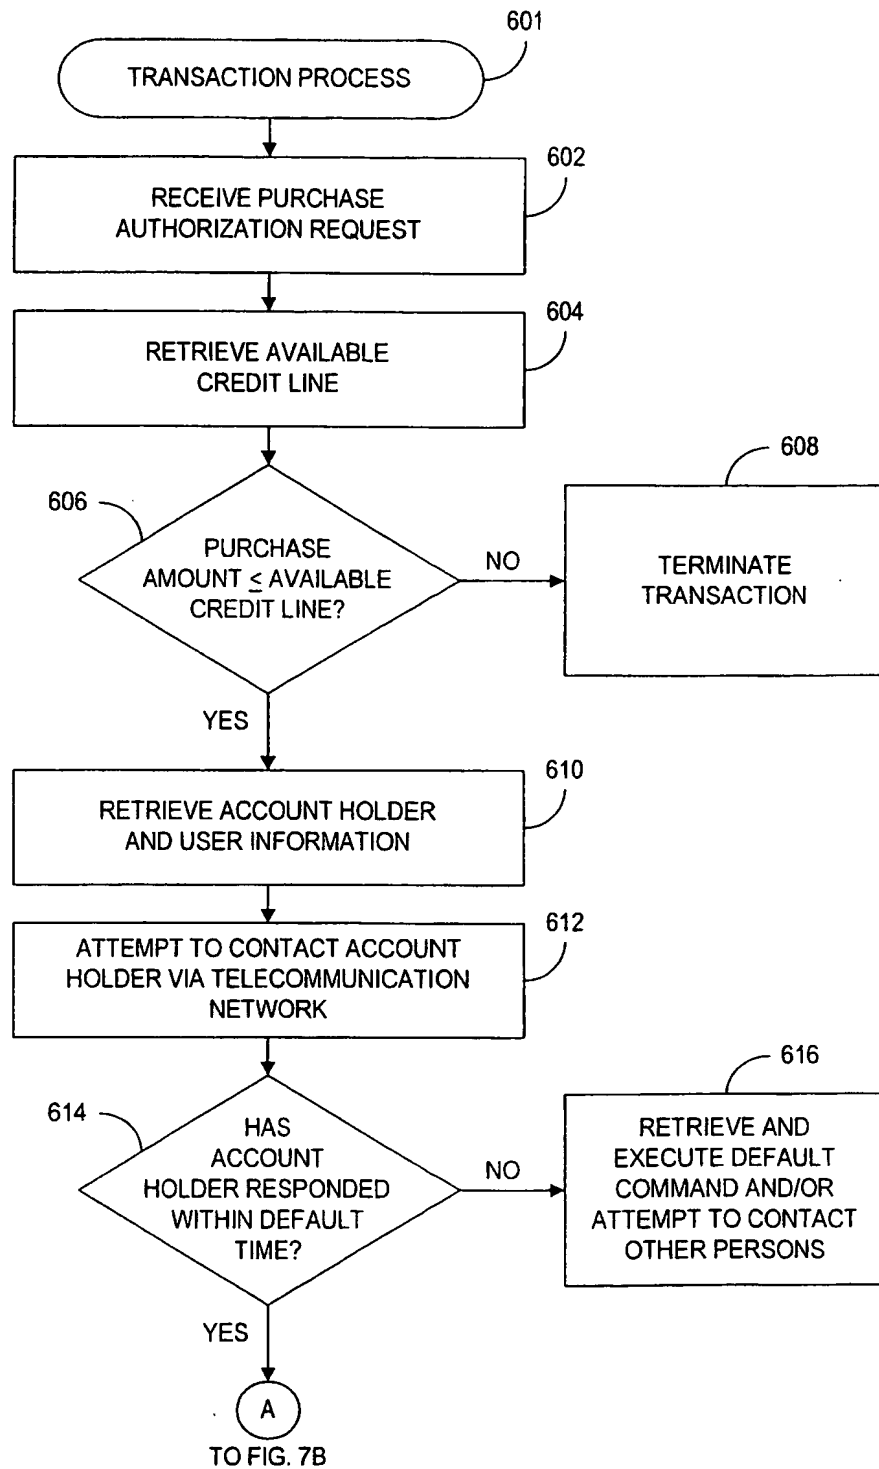 601
TRANSACTION PROCESS
602
RECEIVE PURCHASE
AUTHORIZATION REQUEST
604
RETRIEVE AVAILABLE
CREDIT LINE
606
PURCHASE
AMOUNT ≤ AVAILABLE
CREDIT LINE?
NO
608
TERMINATE
TRANSACTION
YES
610
RETRIEVE ACCOUNT HOLDER
AND USER INFORMATION
612
ATTEMPT TO CONTACT ACCOUNT
HOLDER VIA TELECOMMUNICATION
NETWORK
614
HAS
ACCOUNT
HOLDER RESPONDED
WITHIN DEFAULT
TIME?
NO
616
RETRIEVE AND
EXECUTE DEFAULT
COMMAND AND/OR
ATTEMPT TO CONTACT
OTHER PERSONS
YES
A
TO FIG. 7B